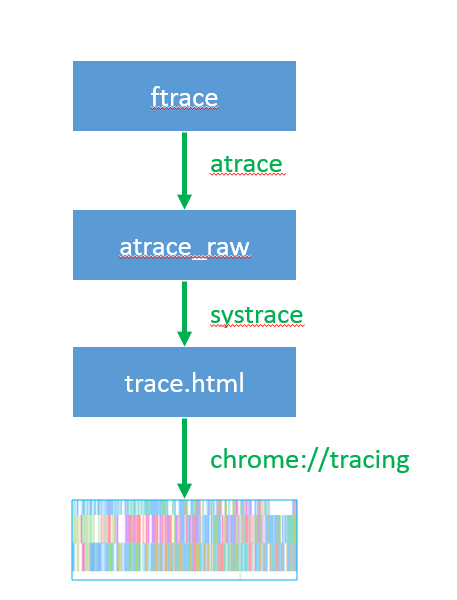 ftrace
atrace
atrace_raw
systrace
trace.html
chrome://tracing